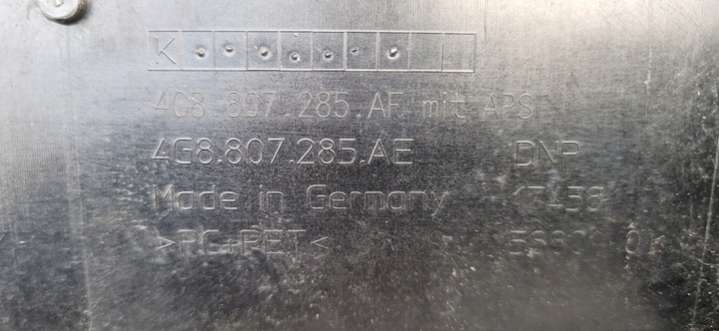 K
4G8.807.285.AF mit APS
4G8.807.285.AE DNP
Made in Germany
>PC+PET<